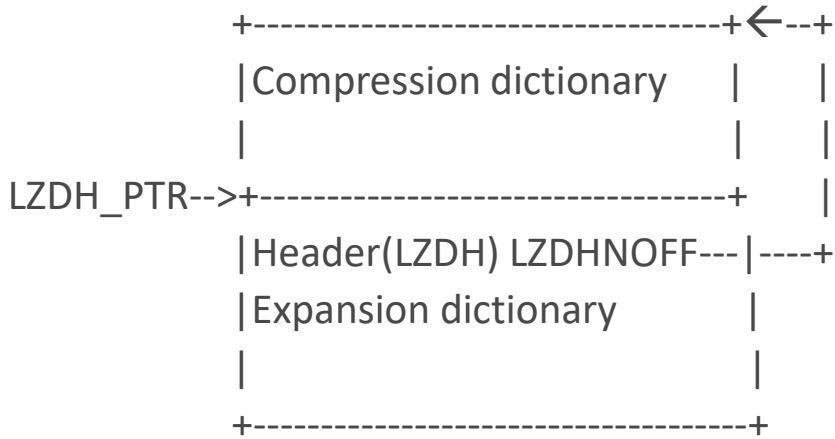 +-----------------------------------+←--+
|Compression dictionary | |
| | |
LZDH_PTR-->+-----------------------------------+ |
|Header(LZDH) LZDHNOFF---|----+
|Expansion dictionary |
| |
+-------------------------------------+